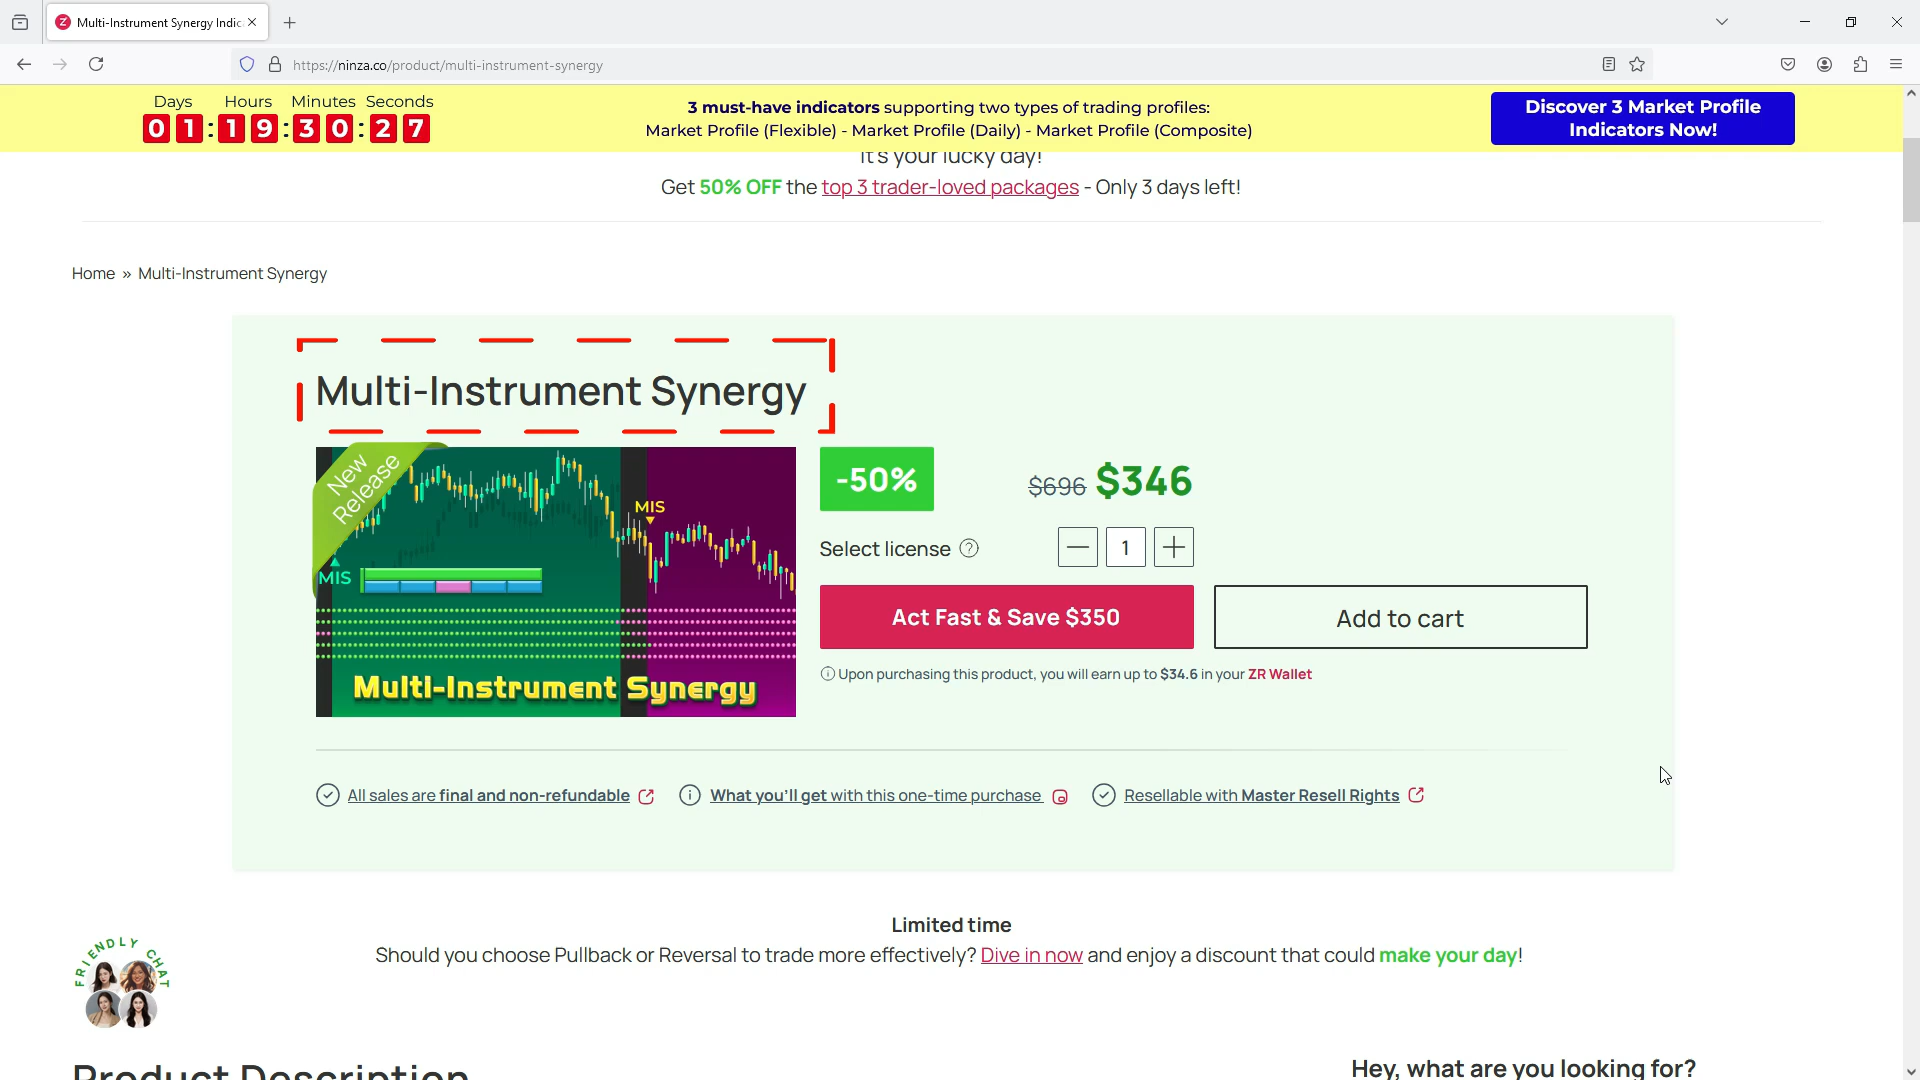 Multi-Instrument Synergy Indic
https://ninza.co/product/multi-instrument-synergy
Days Hours Minutes Seconds
01:19:30:27
3 must-have indicators supporting two types of trading profiles:
Market Profile (Flexible) - Market Profile (Daily) - Market Profile (Composite)
Discover 3 Market Profile
Indicators Now!
It's your lucky day!
Get 50% OFF the top 3 trader-loved packages - Only 3 days left!
Home » Multi-Instrument Synergy
Multi-Instrument Synergy
New
Release
MIS
MIS
Multi-Instrument Synergy
-50%
$696 $346
Select license ?
1
Act Fast & Save $350
Add to cart
Upon purchasing this product, you will earn up to $34.6 in your ZR Wallet
All sales are final and non-refundable
What you'll get with this one-time purchase
Resellable with Master Resell Rights
Limited time
Should you choose Pullback or Reversal to trade more effectively? Dive in now and enjoy a discount that could make your day!
FRIENDLY CHAT
Product Description
Hey, what are you looking for?